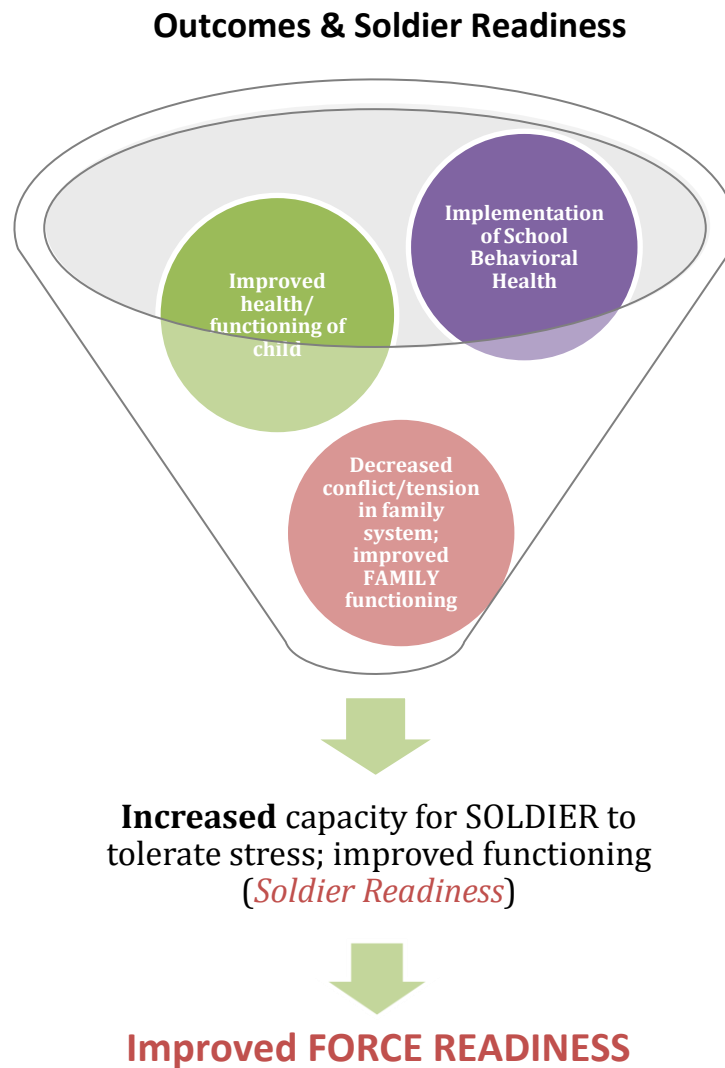 Outcomes & Soldier Readiness
Implementation
of School
Behavioral
Health
Improved
health/
functioning of
child
Decreased
conflict/tension
in family
system;
improved
FAMILY
functioning
Increased capacity for SOLDIER to
tolerate stress; improved functioning
(Soldier Readiness)
Improved FORCE READINESS